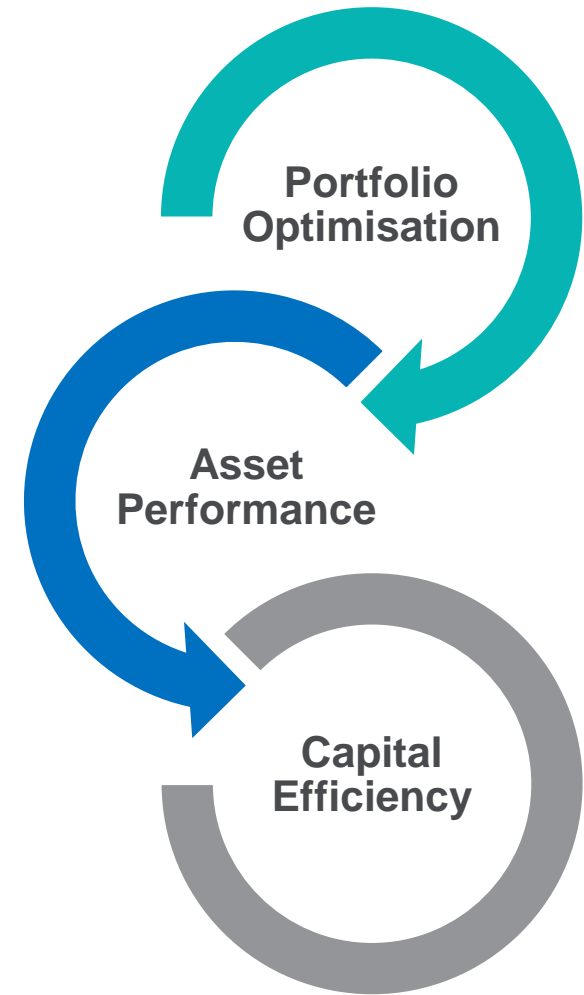 Portfolio
Optimisation
Asset
Performance
Capital
Efficiency